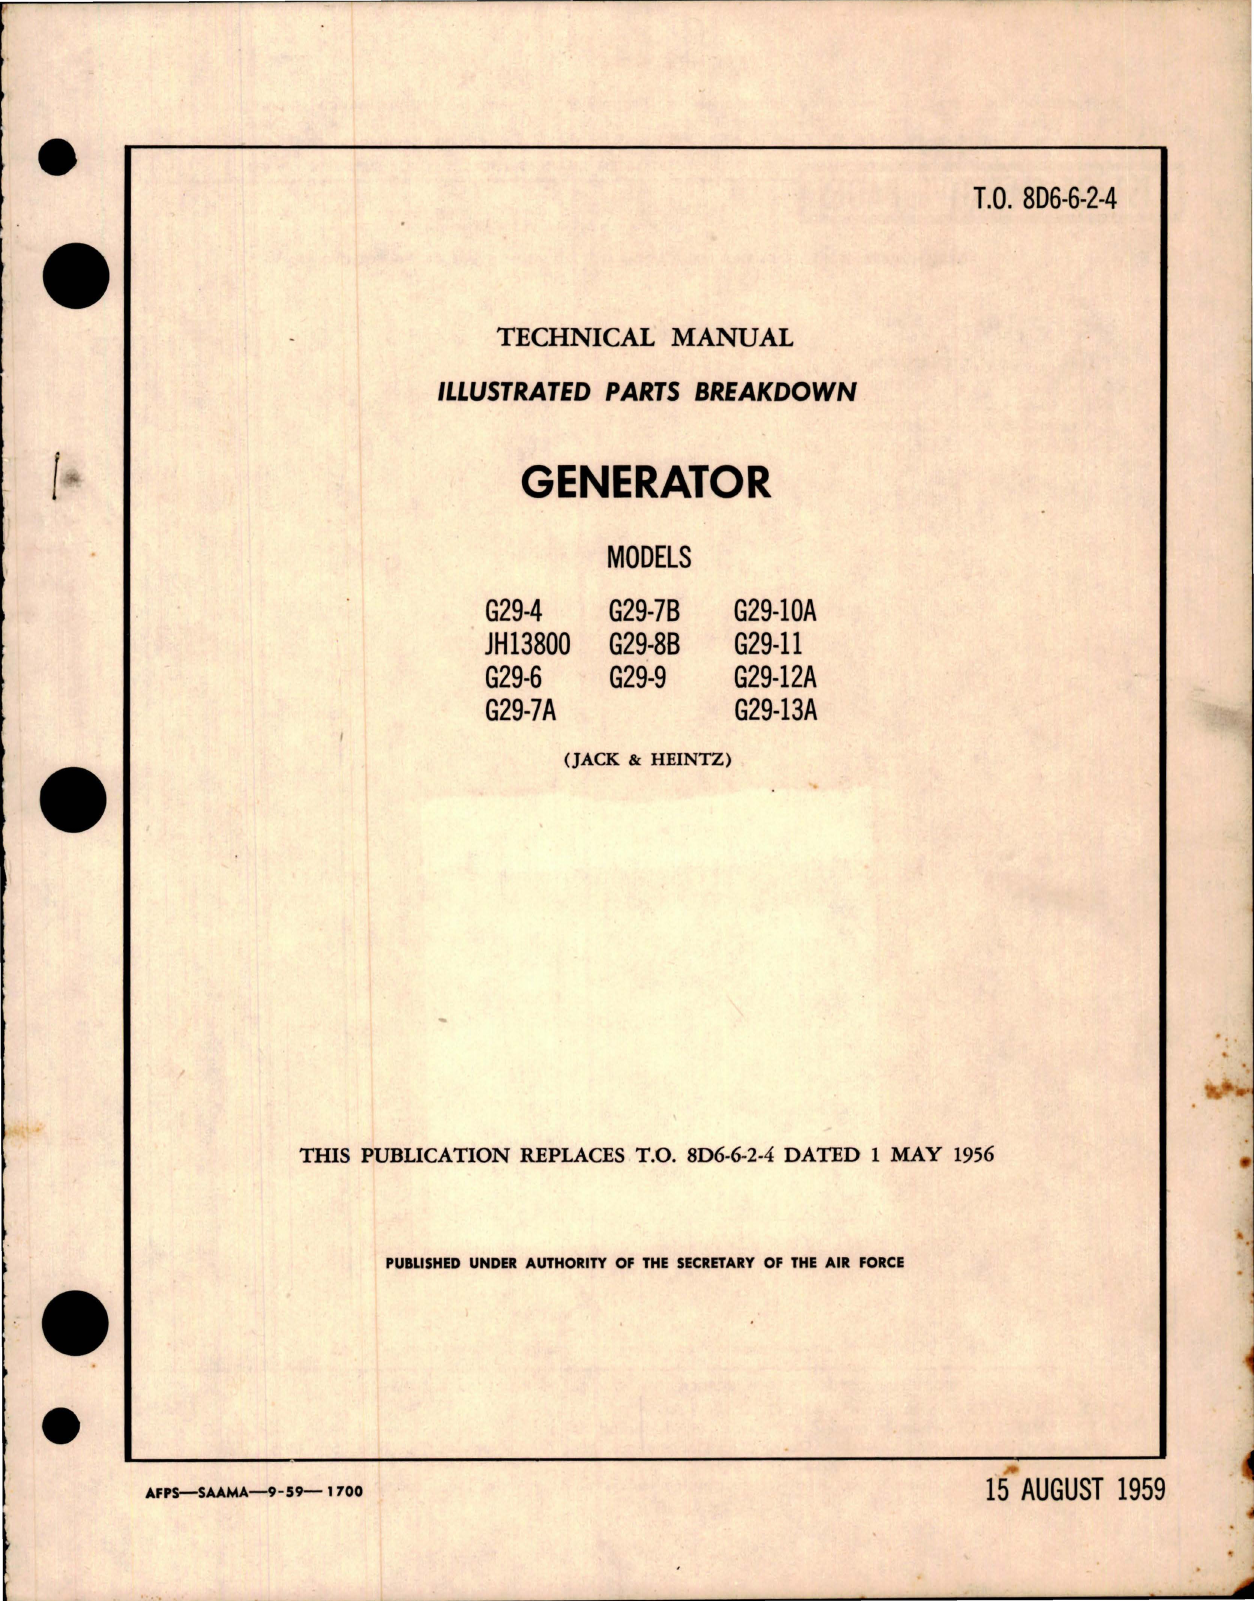 T.O. 8D6-6-2-4
TECHNICAL MANUAL
ILLUSTRATED PARTS BREAKDOWN
GENERATOR
MODELS
G29-4 G29-7B G29-10A
JH13800 G29-8B G29-11
G29-6 G29-9 G29-12A
G29-7A G29-13A
(JACK & HEINTZ)
THIS PUBLICATION REPLACES T.O. 8D6-6-2-4 DATED 1 MAY 1956
PUBLISHED UNDER AUTHORITY OF THE SECRETARY OF THE AIR FORCE
AFPS—SAAMA—9-59—1700
15 AUGUST 1959